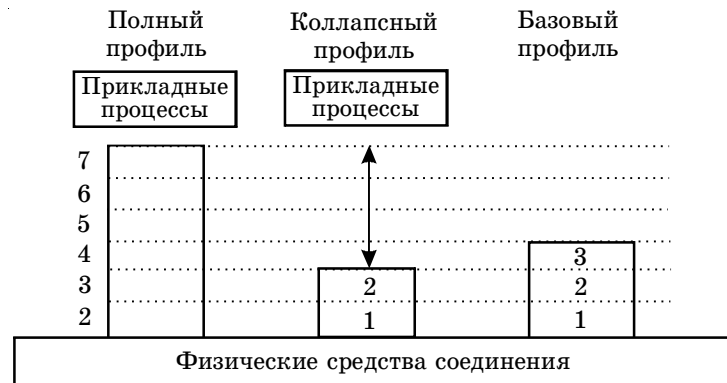 Полный
профиль
Коллапсный
профиль
Базовый
профиль
Прикладные
процессы
Прикладные
процессы
7
6
5
4
3
3
2
2
2
1
1
Физические средства соединения